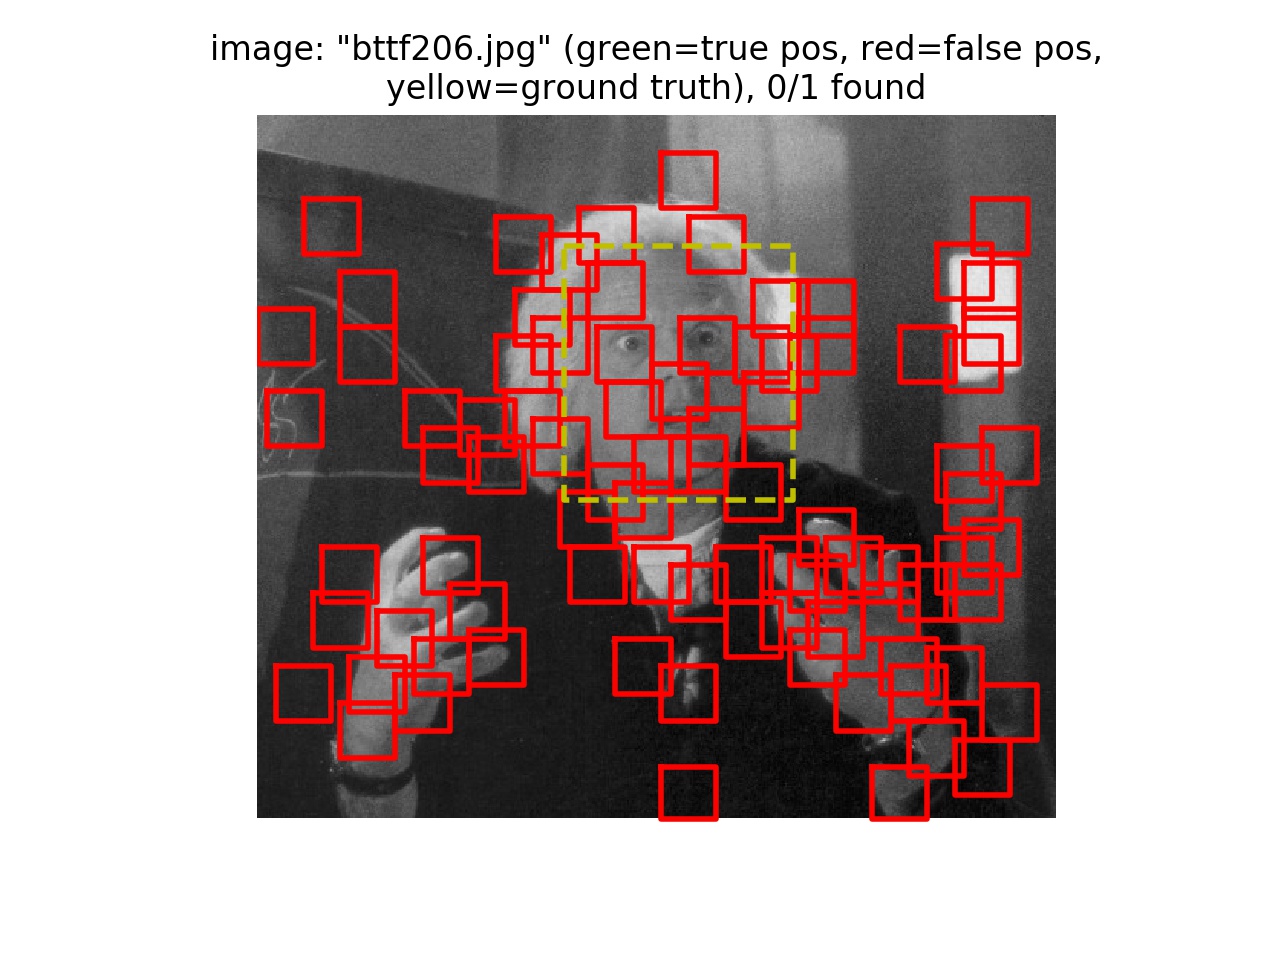 image: "bttf206.jpg" (green=true pos, red=false pos,
yellow=ground truth), 0/1 found